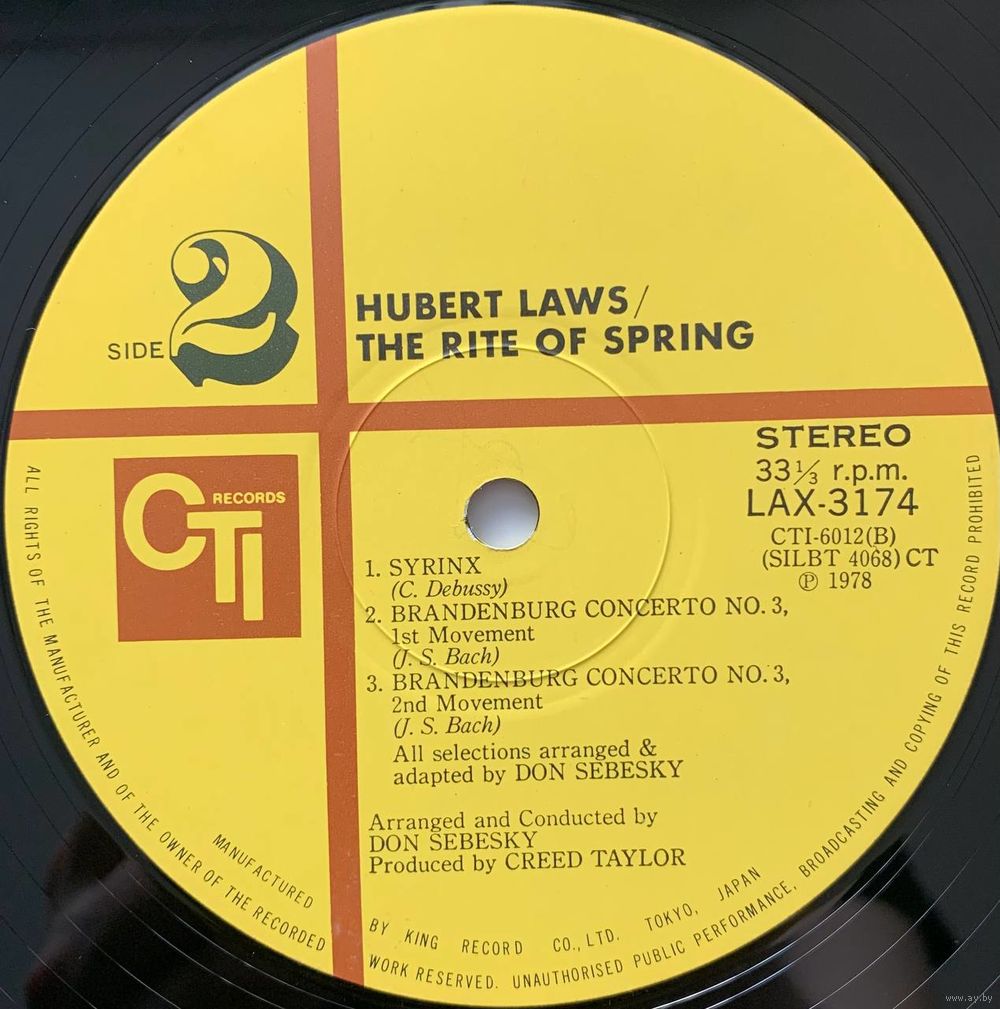 SIDE 2
HUBERT LAWS/
THE RITE OF SPRING
CTI
RECORDS
STEREO
33⅓ r.p.m.
LAX-3174
CTI-6012(B)
(SILBT 4068) CT
Ⓟ 1978
1. SYRINX
(C. Debussy)
2. BRANDENBURG CONCERTO NO. 3,
1st Movement
(J. S. Bach)
3. BRANDENBURG CONCERTO NO. 3,
2nd Movement
(J. S. Bach)
All selections arranged &
adapted by DON SEBESKY
Arranged and Conducted by
DON SEBESKY
Produced by CREED TAYLOR
MANUFACTURED BY KING RECORD CO., LTD. TOKYO, JAPAN
ALL RIGHTS OF THE MANUFACTURER AND OF THE OWNER OF THE RECORDED WORK RESERVED. UNAUTHORISED PUBLIC PERFORMANCE, BROADCASTING AND COPYING OF THIS RECORD PROHIBITED
www.ay.by